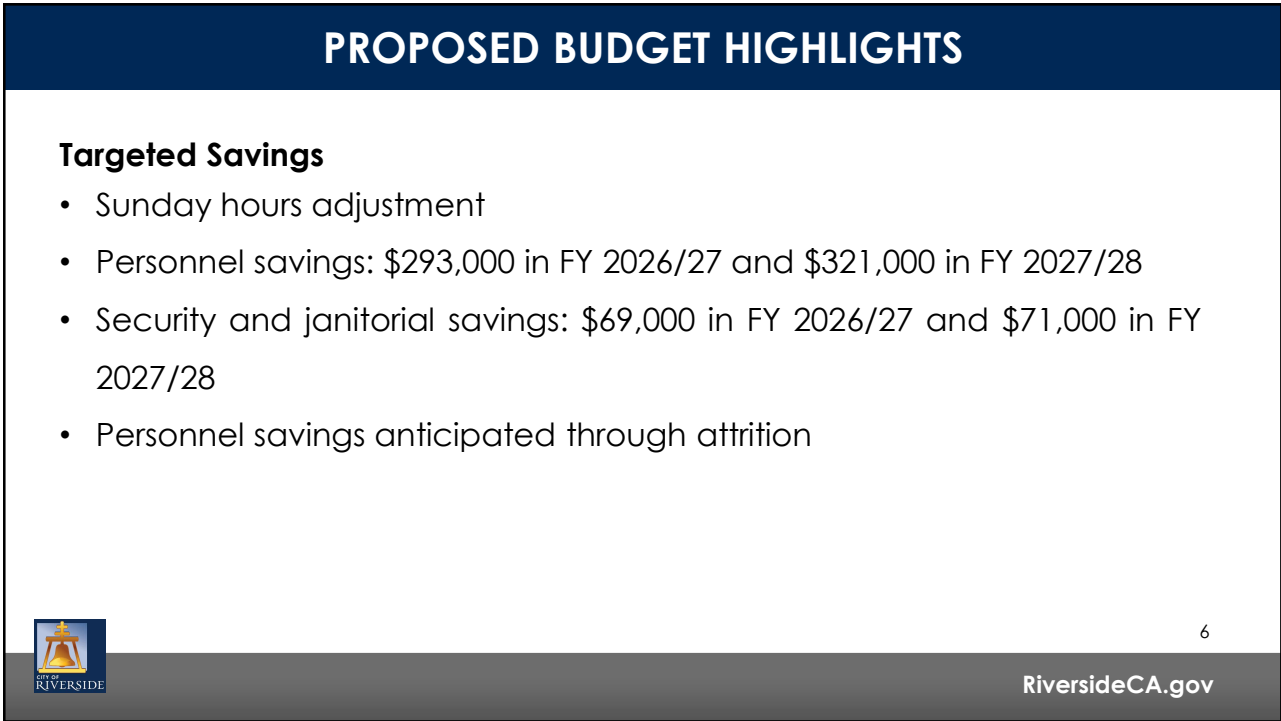 PROPOSED BUDGET HIGHLIGHTS
Targeted Savings
• Sunday hours adjustment
• Personnel savings: $293,000 in FY 2026/27 and $321,000 in FY 2027/28
• Security and janitorial savings: $69,000 in FY 2026/27 and $71,000 in FY
2027/28
• Personnel savings anticipated through attrition
6
CITY OF
RIVERSIDE
RiversideCA.gov